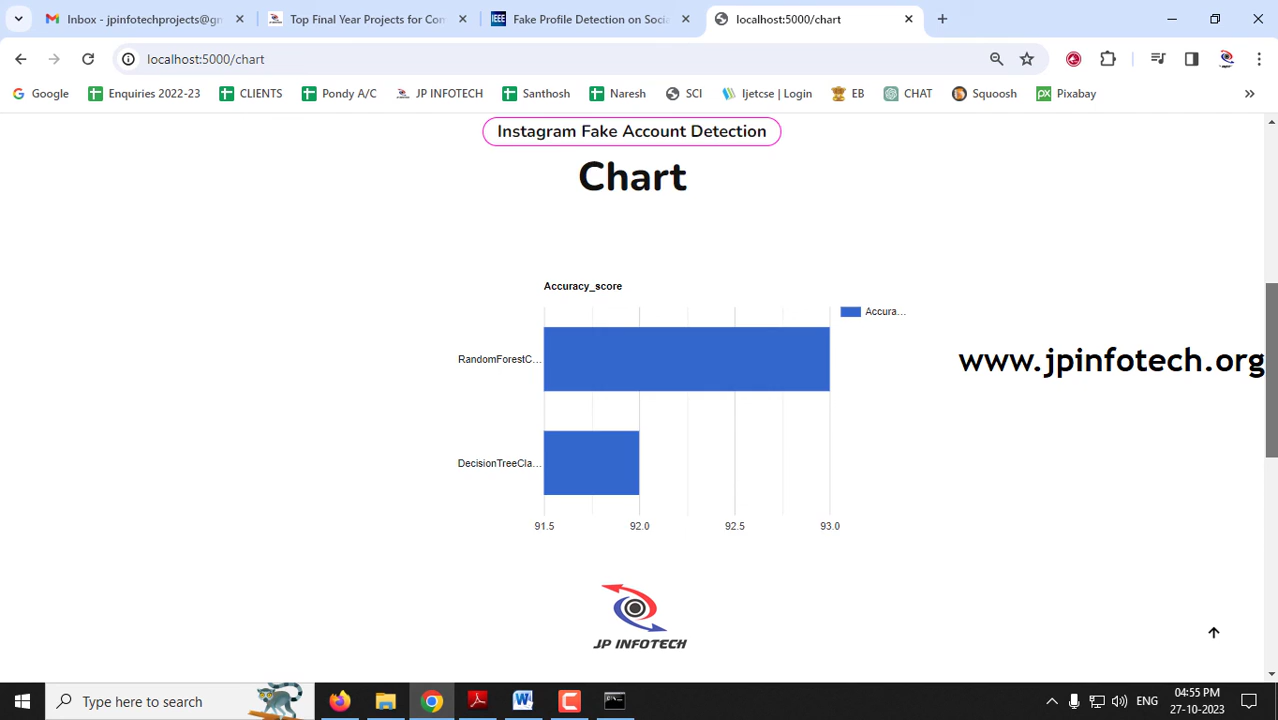 Inbox - jpinfotechprojects@gn
Top Final Year Projects for Con
Fake Profile Detection on Socia
localhost:5000/chart
localhost:5000/chart
Google
Enquiries 2022-23
CLIENTS
Pondy A/C
JP INFOTECH
Santhosh
Naresh
SCI
Ijetcse | Login
EB
CHAT
Squoosh
px Pixabay
»
Instagram Fake Account Detection
Chart
Accuracy_score
Accura...
RandomForestC...
www.jpinfotech.org
DecisionTreeCla...
91.5 92.0 92.5 93.0
JP INFOTECH
Type here to search
ENG
04:55 PM
27-10-2023